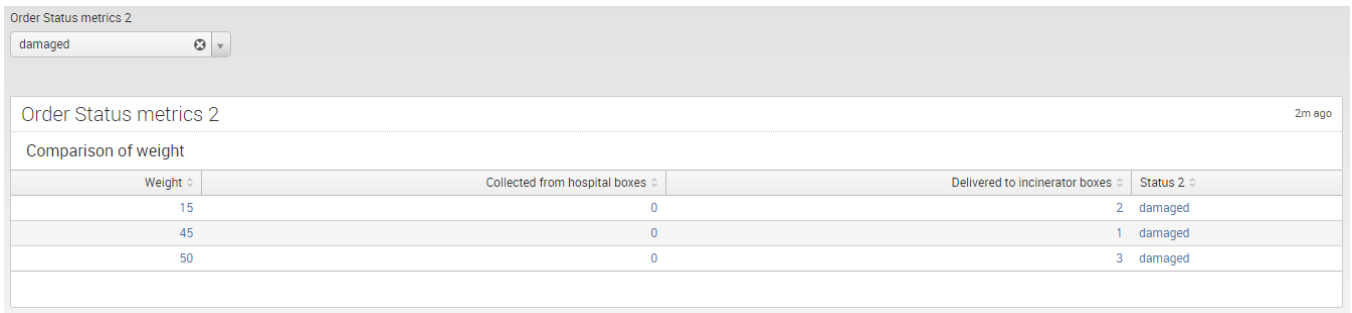 Order Status metrics 2
damaged
Order Status metrics 2 2m ago
Comparison of weight
Weight Collected from hospital boxes Delivered to incinerator boxes Status 2
15 0 2 damaged
45 0 1 damaged
50 0 3 damaged